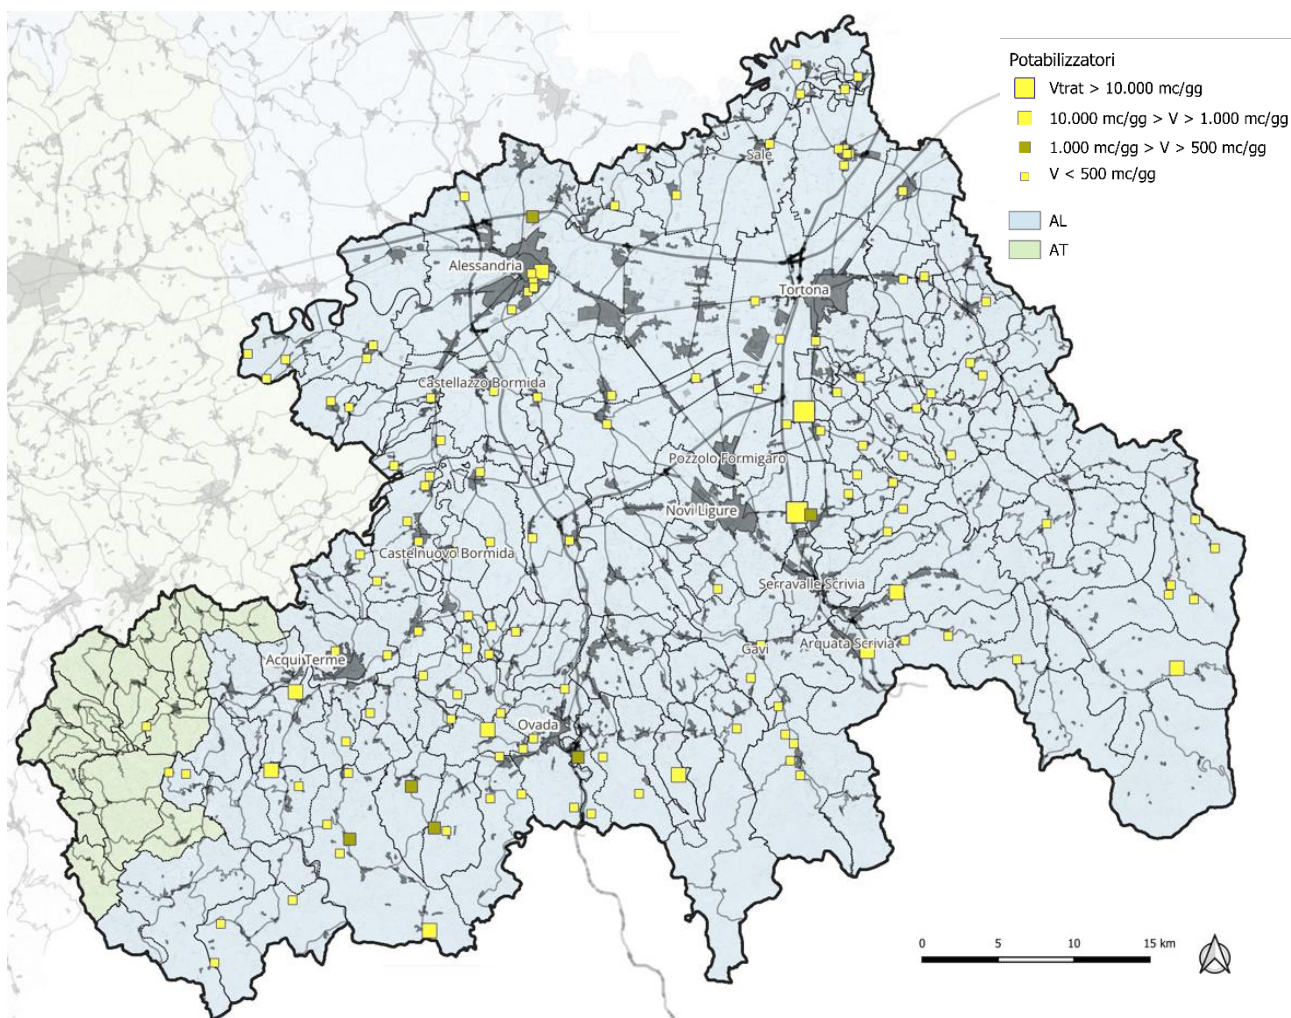 Potabilizzatori
Vtrat > 10.000 mc/gg
10.000 mc/gg > V > 1.000 mc/gg
1.000 mc/gg > V > 500 mc/gg
V < 500 mc/gg
AL
AT
Sale
Alessandria
Tortona
Castellazzo Bormida
Pozzolo Formigaro
Novi Ligure
Castelnuovo Bormida
Serravalle Scrivia
Gavi
Arquata Scrivia
Acqui Terme
Ovada
0 5 10 15 km